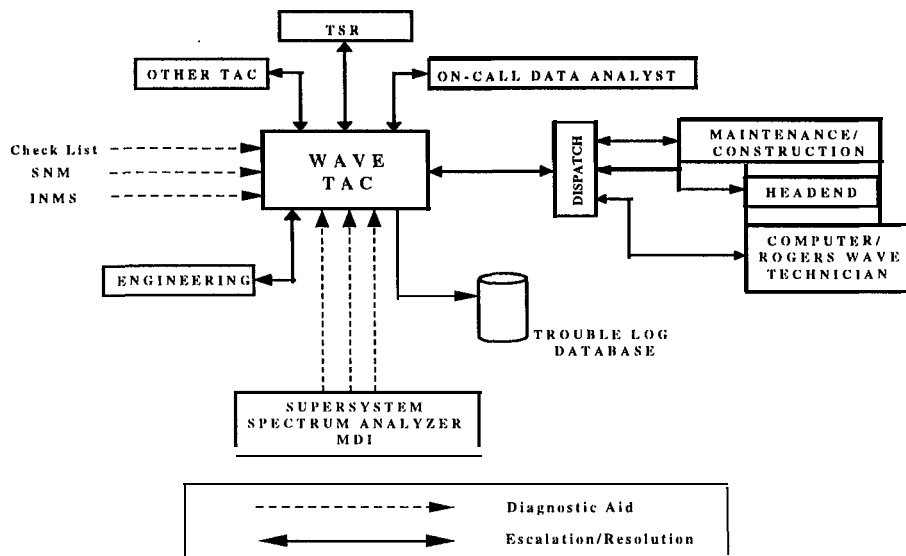 TSR
OTHER TAC
ON-CALL DATA ANALYST
Check List
SNM
INMS
WAVE
TAC
DISPATCH
MAINTENANCE/
CONSTRUCTION
HEADEND
COMPUTER/
ROGERS WAVE
TECHNICIAN
ENGINEERING
TROUBLE LOG
DATABASE
SUPERSYSTEM
SPECTRUM ANALYZER
MDI
Diagnostic Aid
Escalation/Resolution